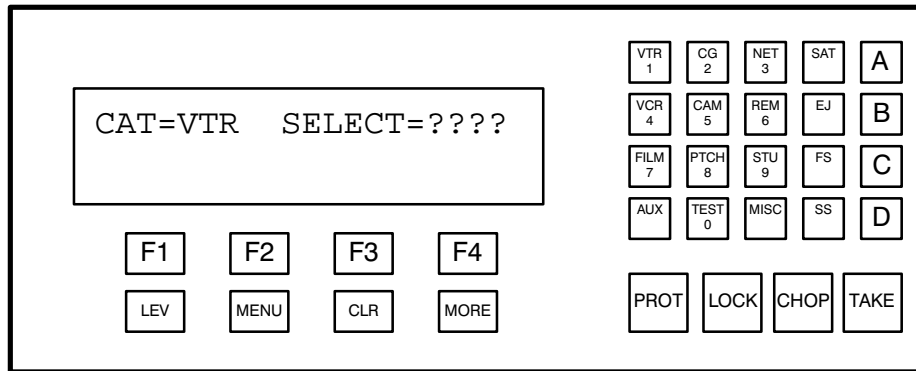 CAT=VTR SELECT=????
F1 F2 F3 F4
LEV MENU CLR MORE
VTR 1 CG 2 NET 3 SAT A
VCR 4 CAM 5 REM 6 EJ B
FILM 7 PTCH 8 STU 9 FS C
AUX TEST 0 MISC SS D
PROT LOCK CHOP TAKE